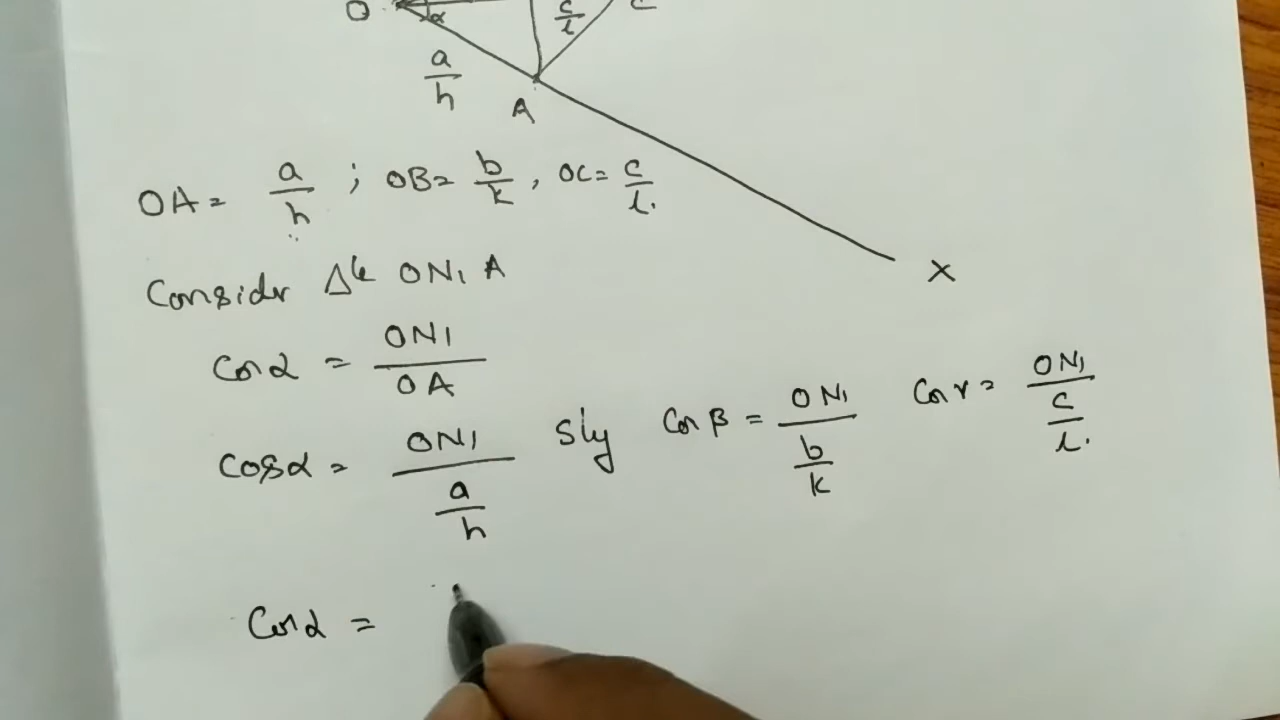 O α c/l C
a/h
A
OA = a/h ; OB = b/k , OC = c/l.
X
Consider Δle ON1 A
Cos α = ON1/OA
Cos α = ON1/(a/h) Sly Cos β = ON1/(b/k) Cos γ = ON1/(c/l.)
Cos α =